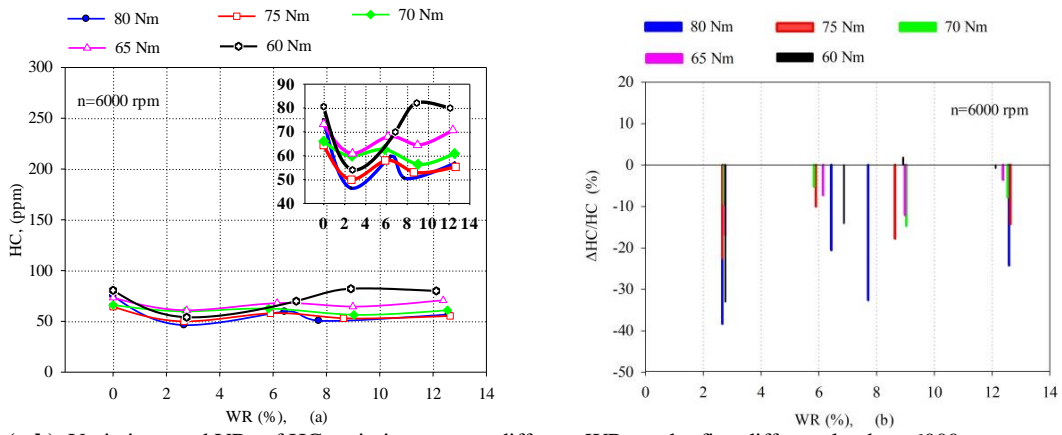 80 Nm 75 Nm 70 Nm
65 Nm 60 Nm
300
250
200
150
100
50
0
HC, (ppm)
n=6000 rpm
90
80
70
60
50
40
0 2 4 6 8 10 12 14
0 2 4 6 8 10 12 14
WR (%), (a)
80 Nm 75 Nm 70 Nm
65 Nm 60 Nm
20
10
0
-10
-20
-30
-40
-50
ΔHC/HC (%)
n=6000 rpm
0 2 4 6 8 10 12 14
WR (%), (b)